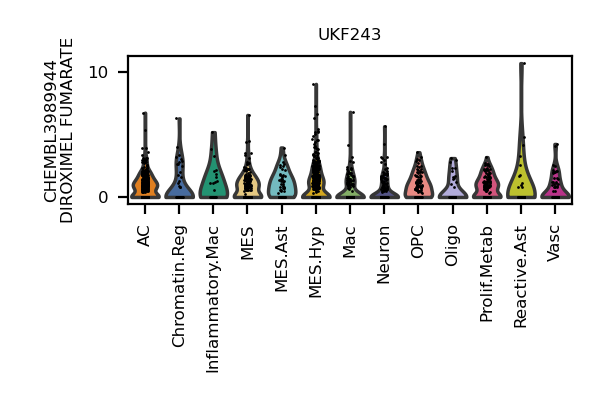 UKF243
CHEMBL3989944
DIROXIMEL FUMARATE
10
0
AC
Chromatin.Reg
Inflammatory.Mac
MES
MES.Ast
MES.Hyp
Mac
Neuron
OPC
Oligo
Prolif.Metab
Reactive.Ast
Vasc